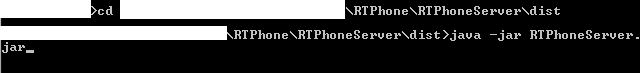 >cd \RTPhone\RTPhoneServer\dist
\RTPhone\RTPhoneServer\dist>java -jar RTPhoneServer.
jar_